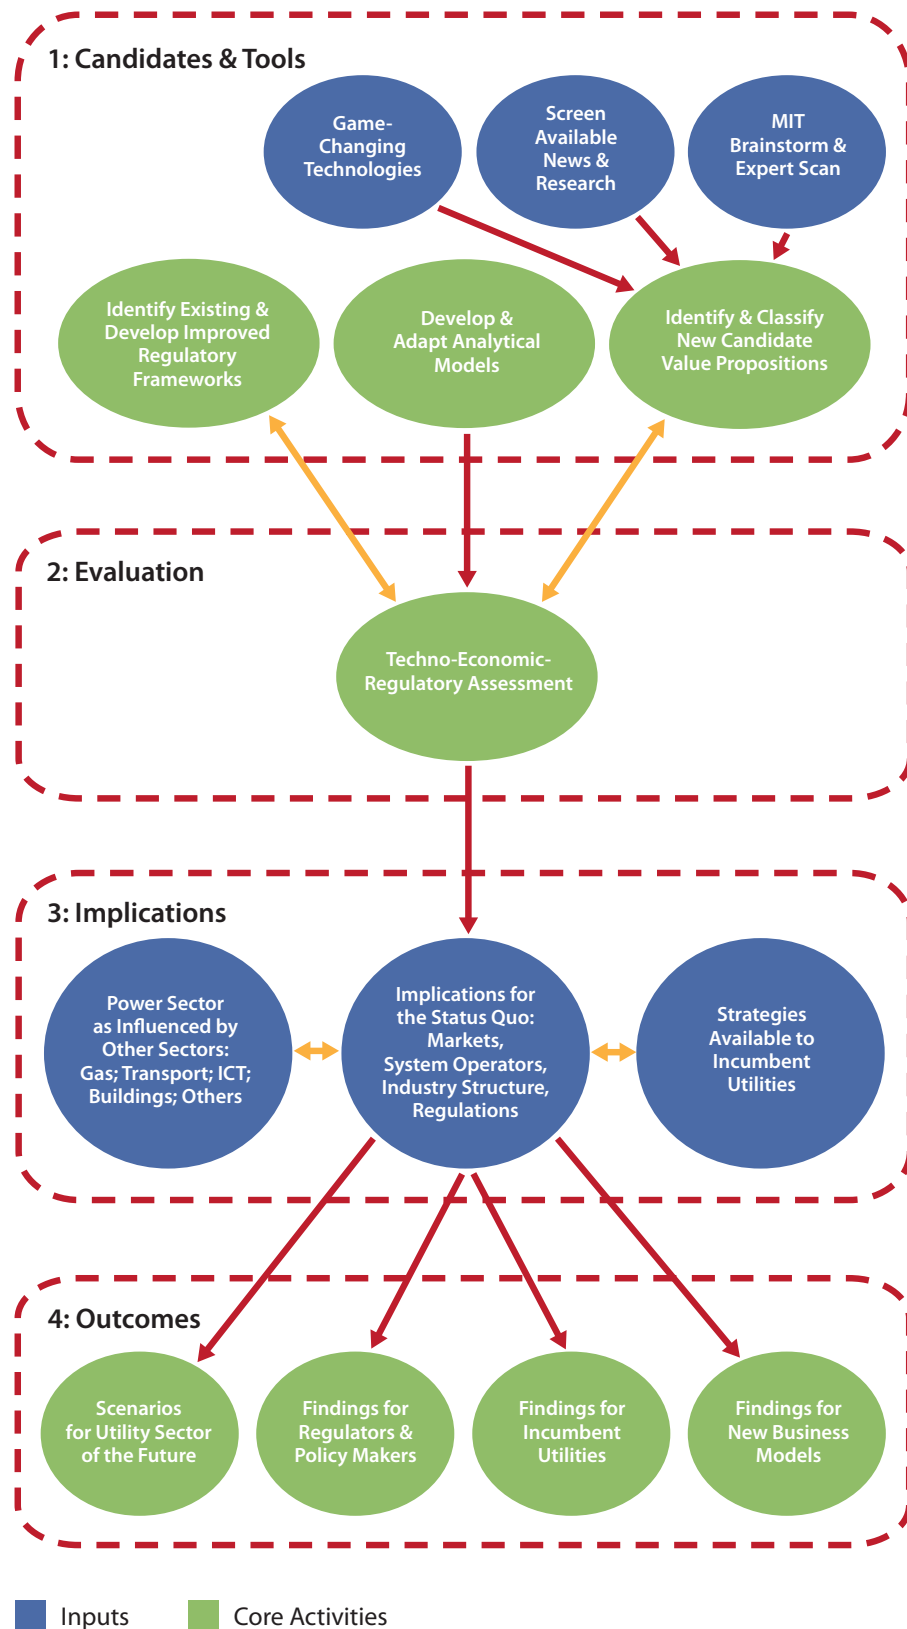 1: Candidates & Tools
Game-
Changing
Technologies
Screen
Available
News &
Research
MIT
Brainstorm &
Expert Scan
Identify Existing &
Develop Improved
Regulatory
Frameworks
Develop &
Adapt Analytical
Models
Identify & Classify
New Candidate
Value Propositions
2: Evaluation
Techno-Economic-
Regulatory Assessment
3: Implications
Power Sector
as Influenced by
Other Sectors:
Gas; Transport; ICT;
Buildings; Others
Implications for
the Status Quo:
Markets,
System Operators,
Industry Structure,
Regulations
Strategies
Available to
Incumbent
Utilities
4: Outcomes
Scenarios
for Utility Sector
of the Future
Findings for
Regulators &
Policy Makers
Findings for
Incumbent
Utilities
Findings for
New Business
Models
Inputs
Core Activities